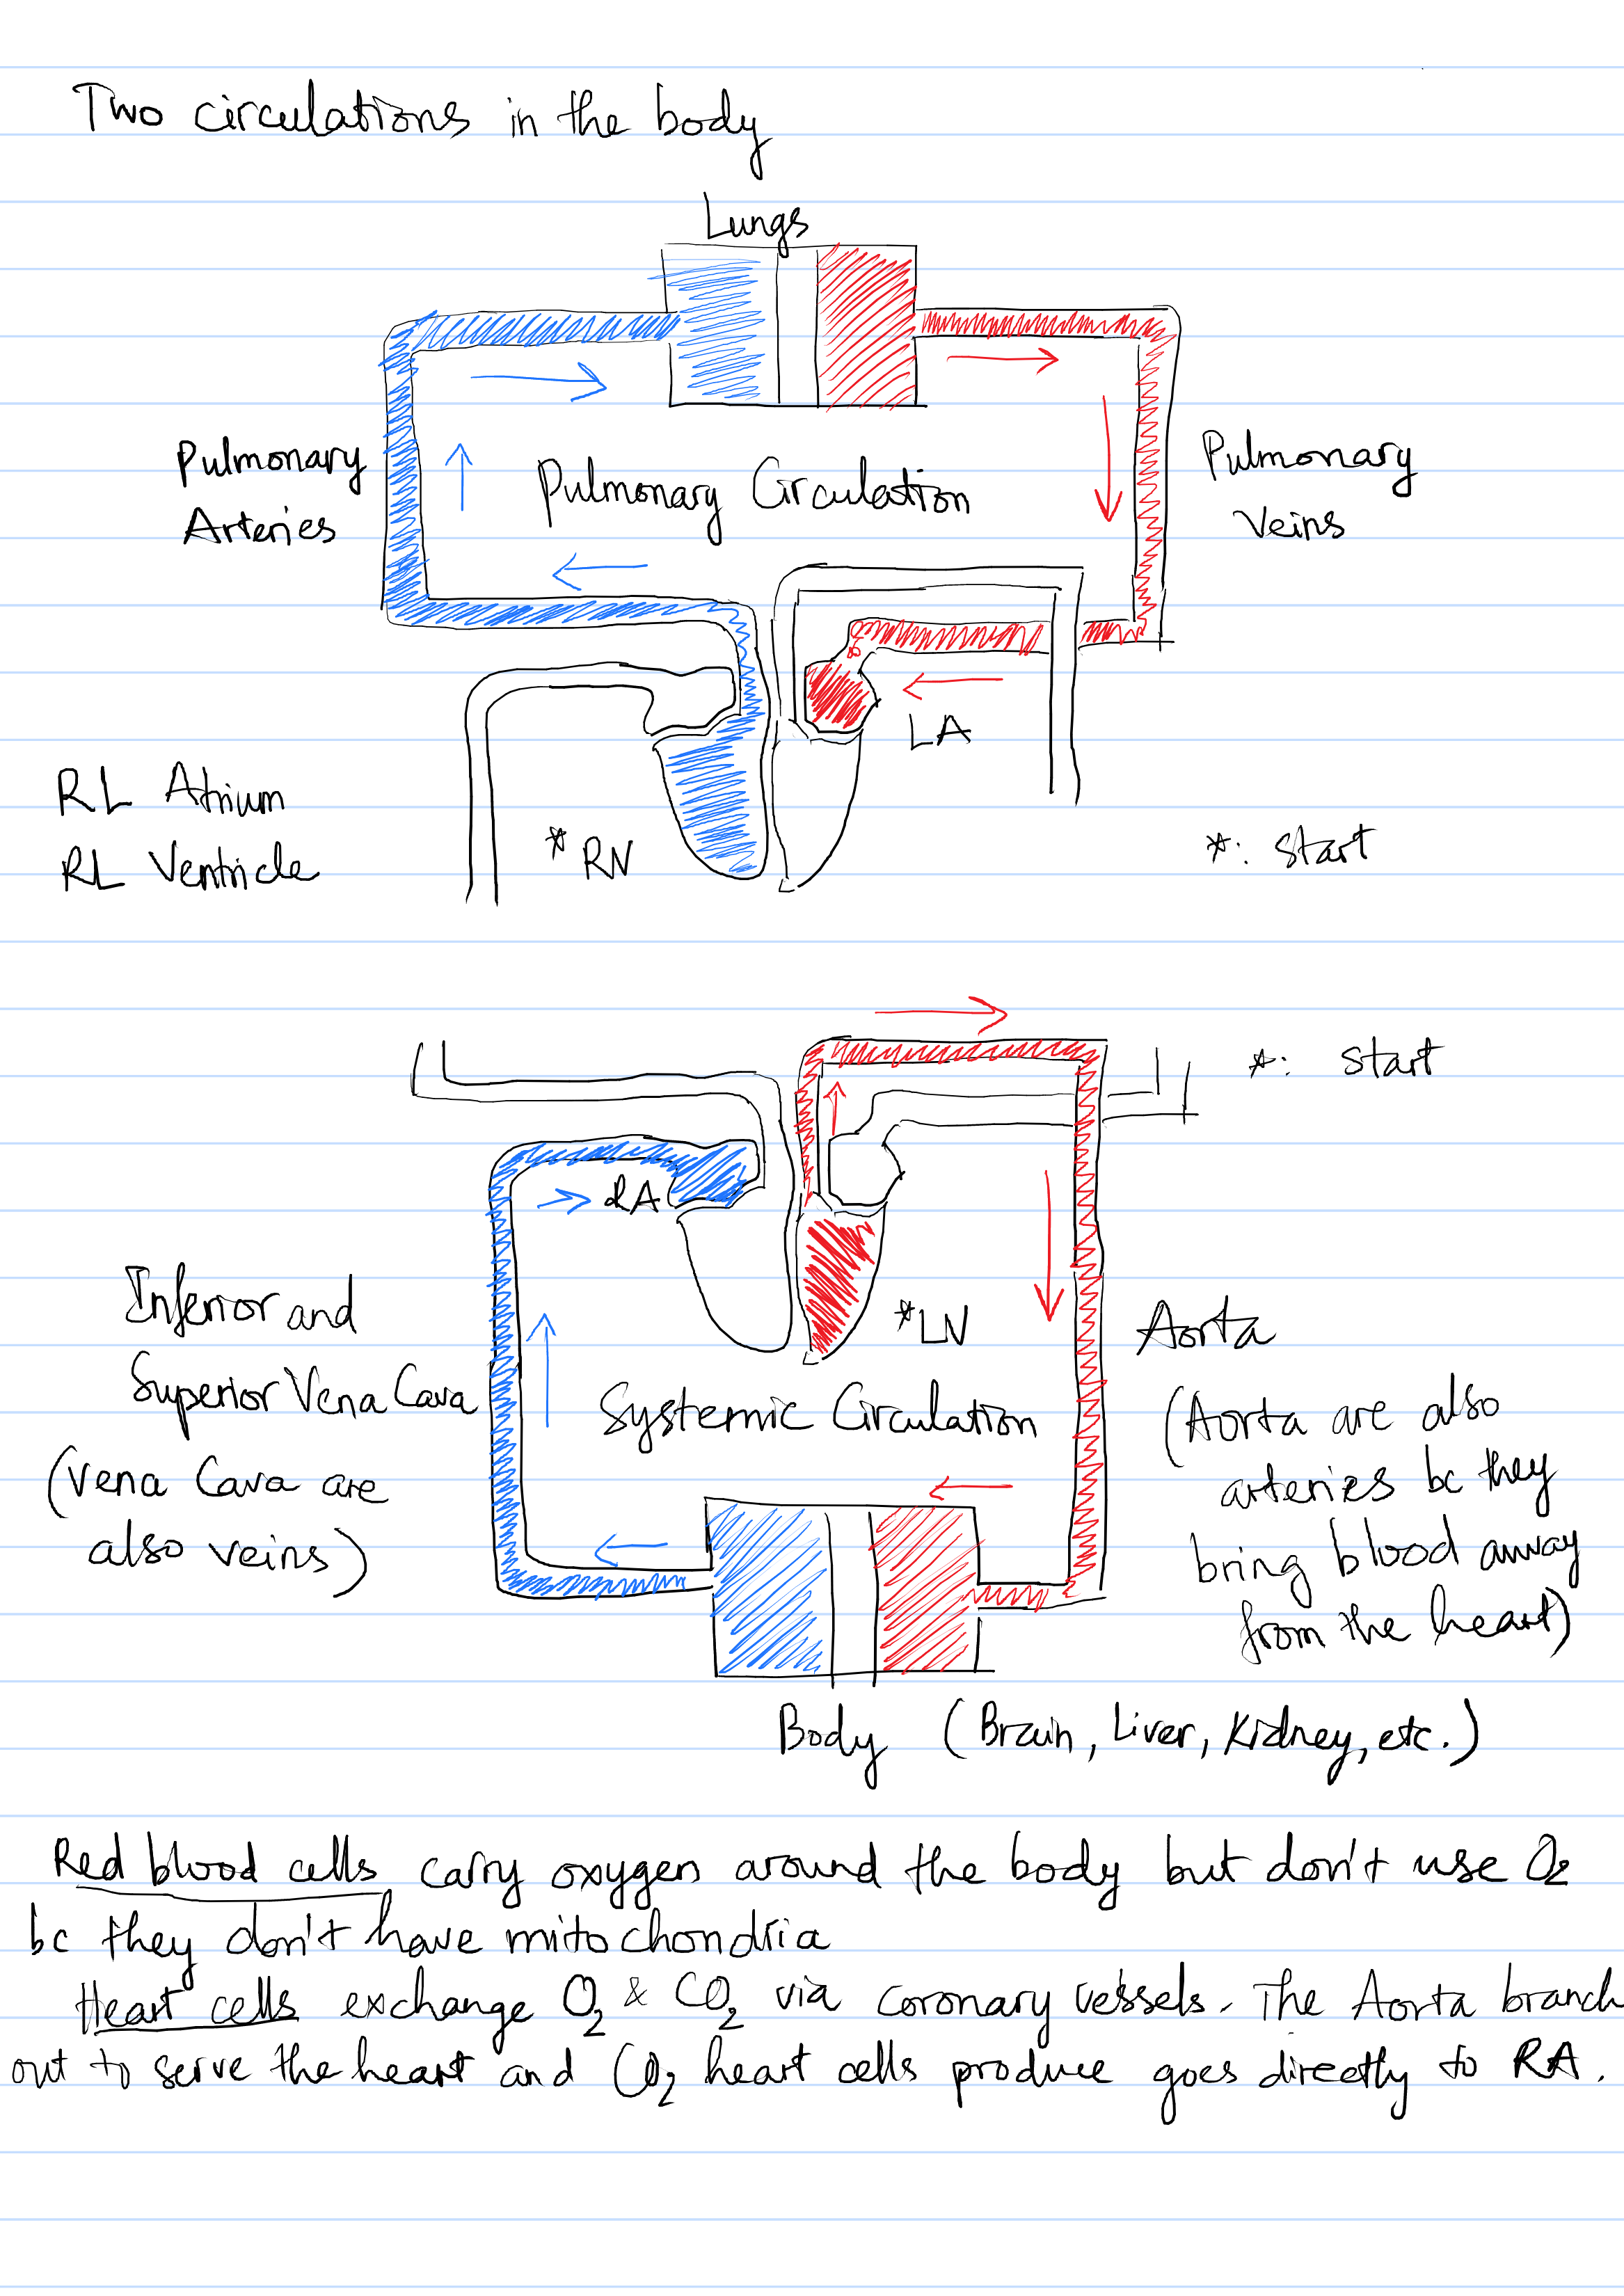 Two circulations in the body
Lungs
Pulmonary
Arteries
Pulmonary Circulation
Pulmonary
Veins
LA
RL Atrium
RL Ventricle
* RV
*: start
*: start
RA
*LV
Inferior and
Superior Vena Cava
(Vena Cava are
also veins)
Systemic Circulation
Aorta
(Aorta are also
arteries bc they
bring blood away
from the heart)
Body (Brain, Liver, Kidney, etc.)
Red blood cells carry oxygen around the body but don't use O2
bc they don't have mitochondria
Heart cells exchange O2 & CO2 via coronary vessels. The Aorta branch
out to serve the heart and CO2 heart cells produce goes directly to RA.